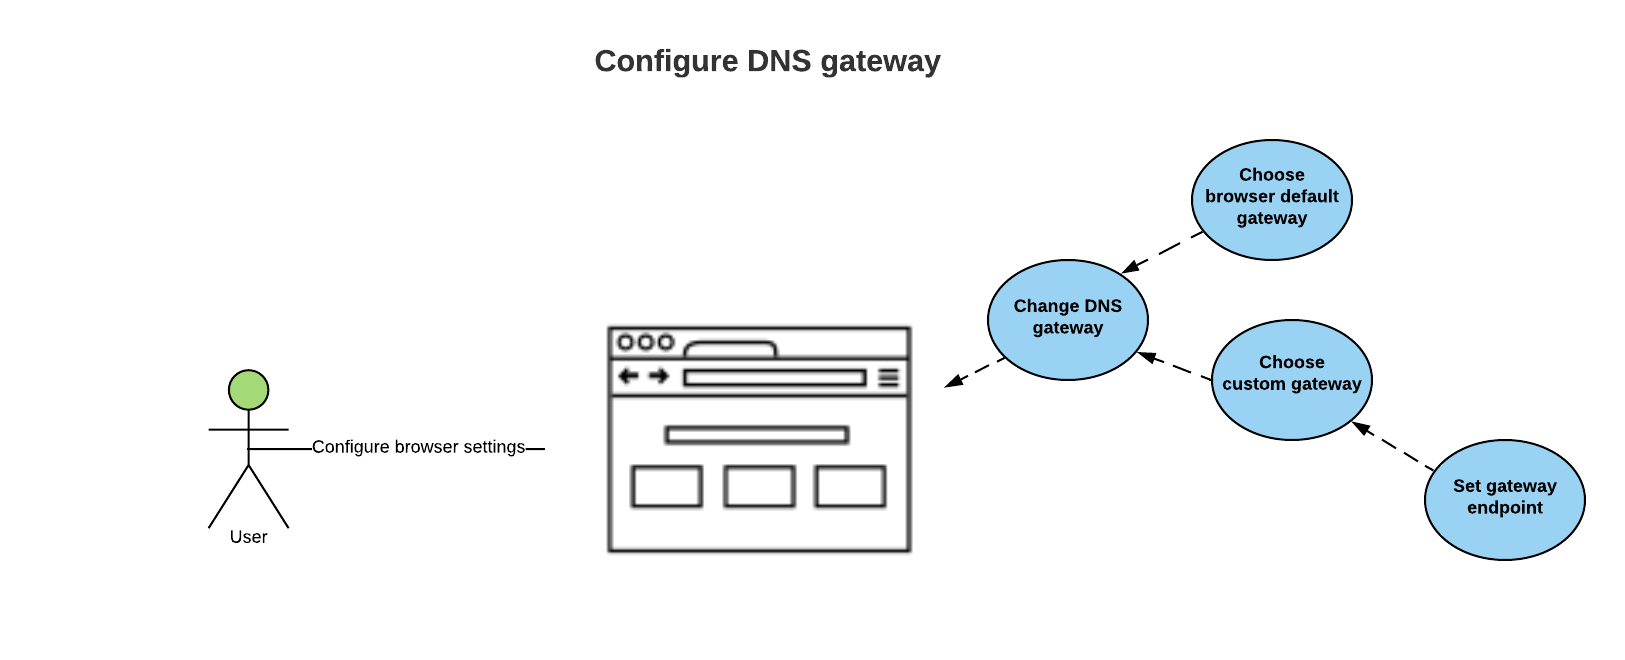 Configure DNS gateway
Choose
browser default
gateway
Change DNS
gateway
Choose
custom gateway
Configure browser settings
Set gateway
endpoint
User